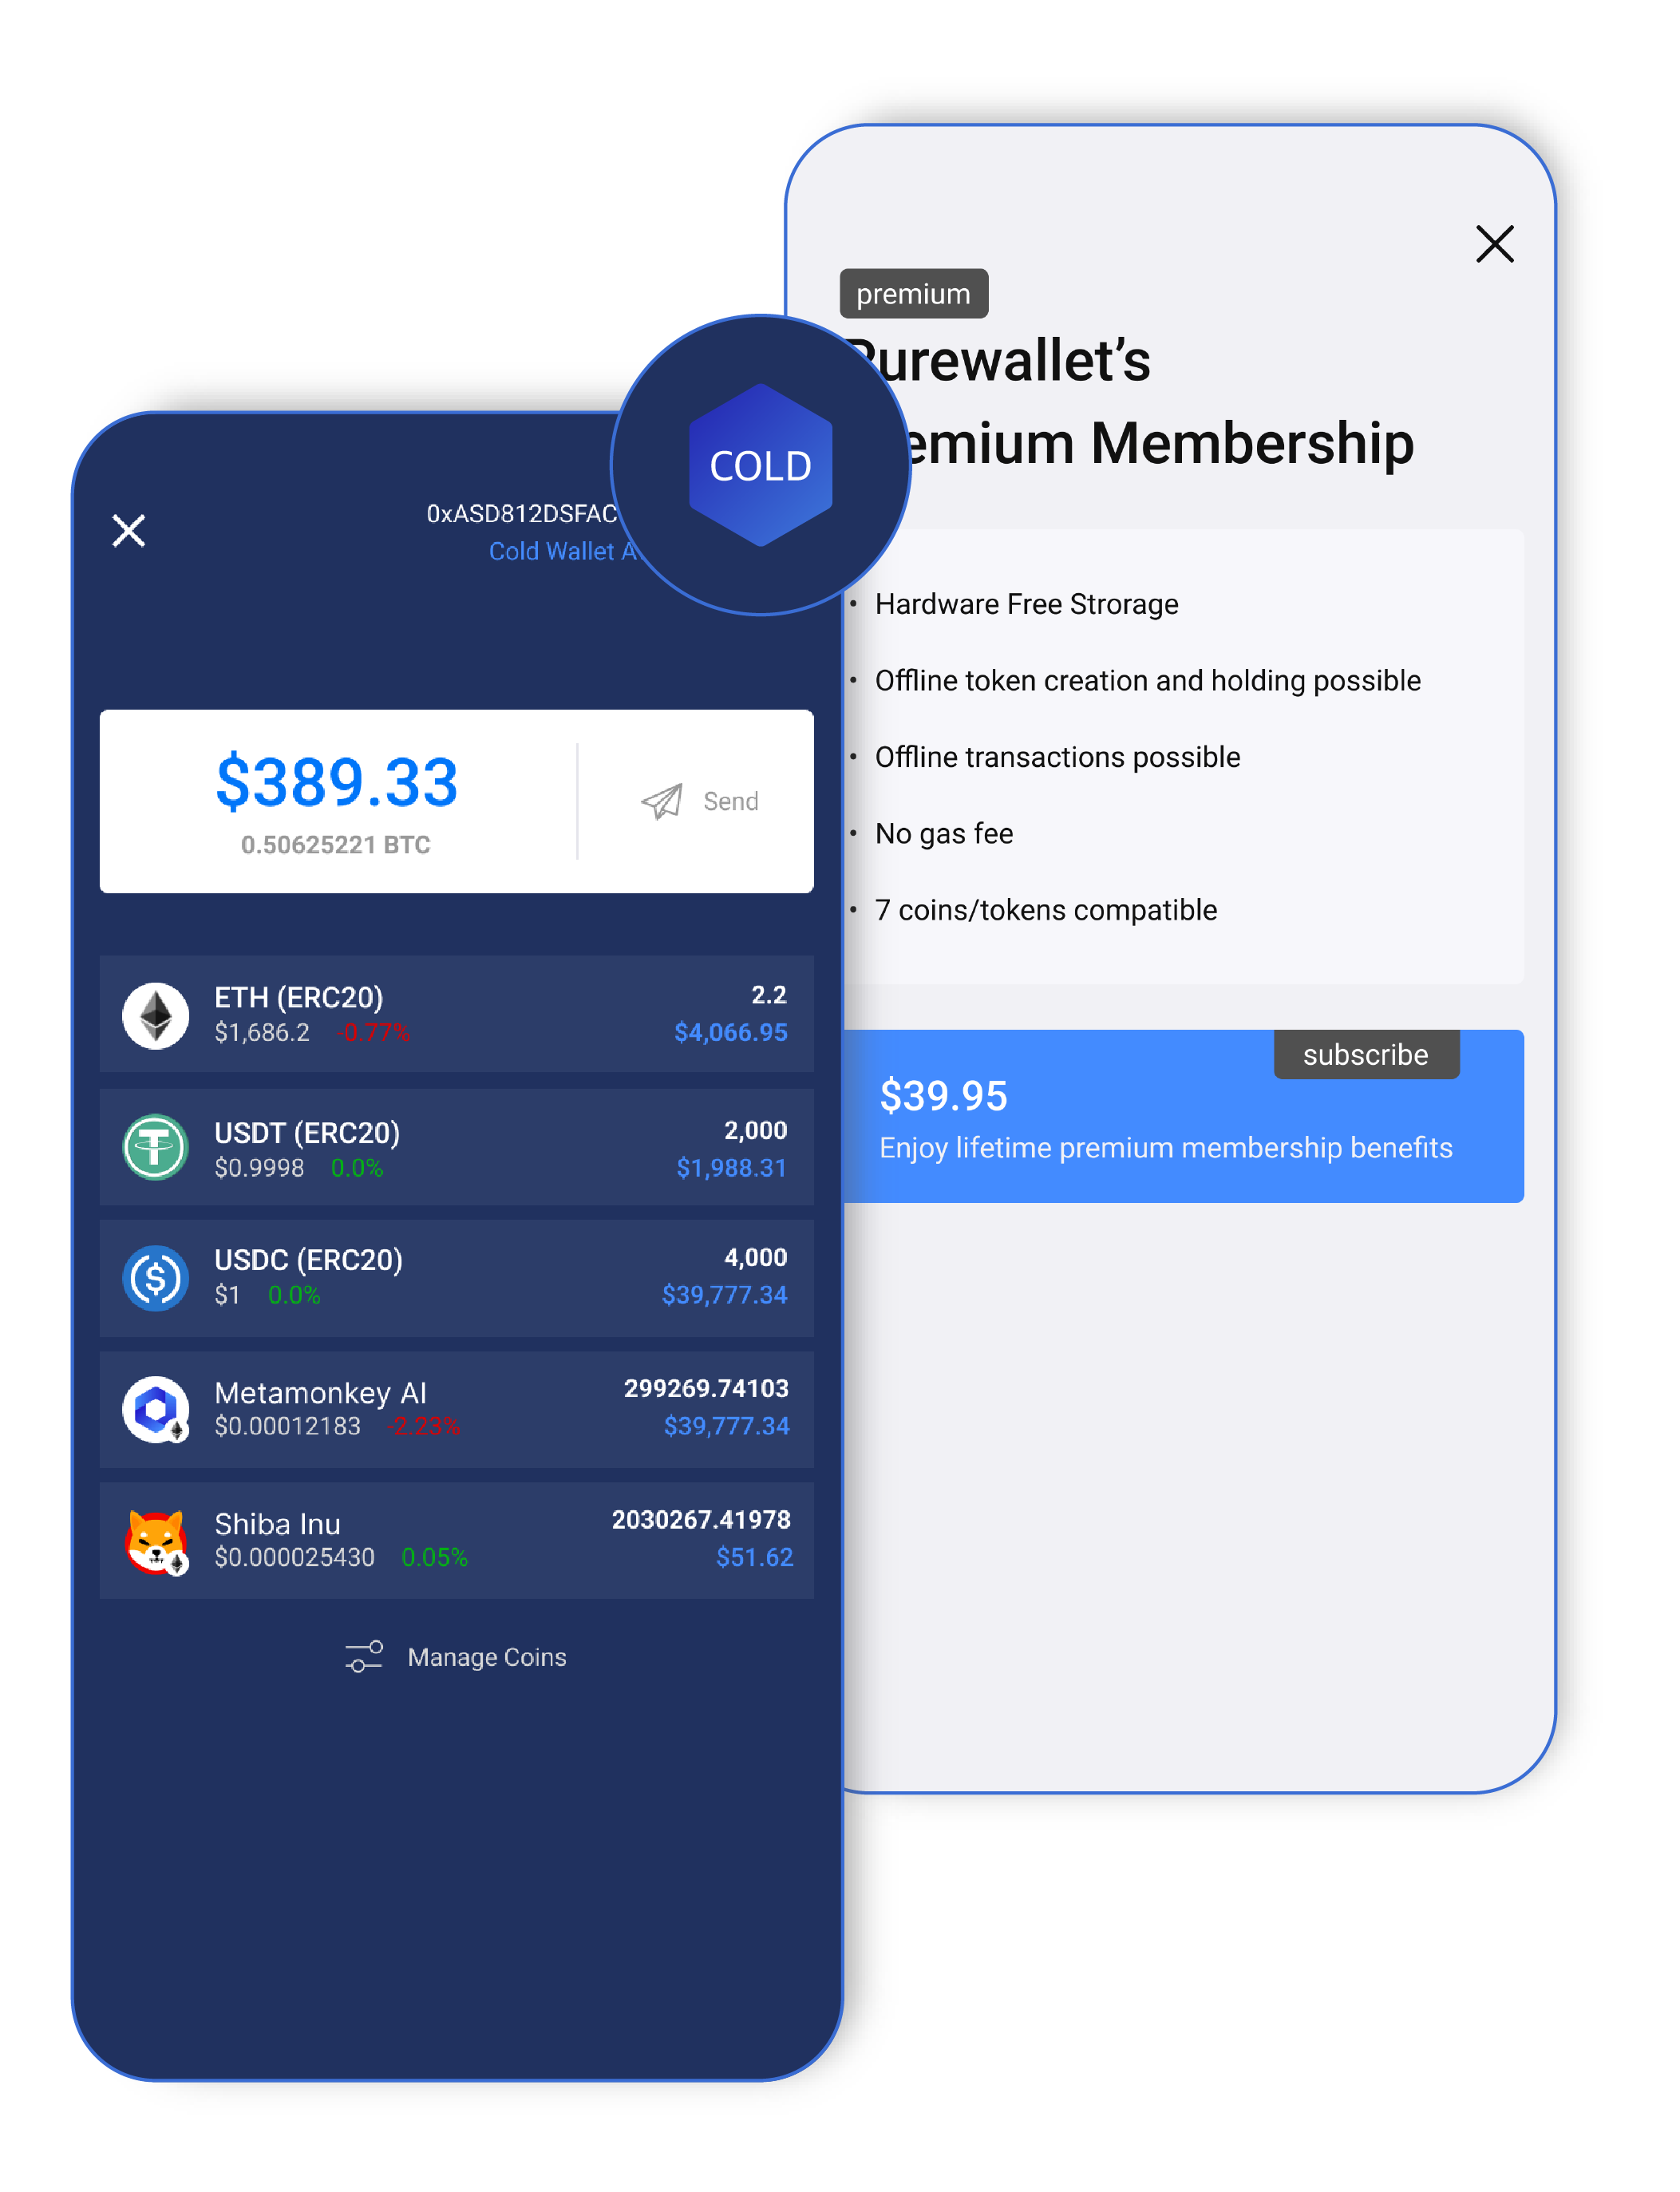 premium
urewallet's
emium Membership
COLD
0xASD812DSFAC
Cold Wallet A
• Hardware Free Strorage
• Offline token creation and holding possible
• Offline transactions possible
• No gas fee
• 7 coins/tokens compatible
subscribe
$39.95
Enjoy lifetime premium membership benefits
$389.33
0.50625221 BTC
Send
ETH (ERC20) 2.2
$1,686.2 -0.77% $4,066.95
USDT (ERC20) 2,000
$0.9998 0.0% $1,988.31
USDC (ERC20) 4,000
$1 0.0% $39,777.34
Metamonkey AI 299269.74103
$0.00012183 -2.23% $39,777.34
Shiba Inu 2030267.41978
$0.000025430 0.05% $51.62
Manage Coins